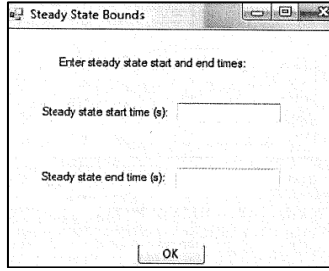 Steady State Bounds
Enter steady state start and end times:
Steady state start time (s):
Steady state end time (s):
OK